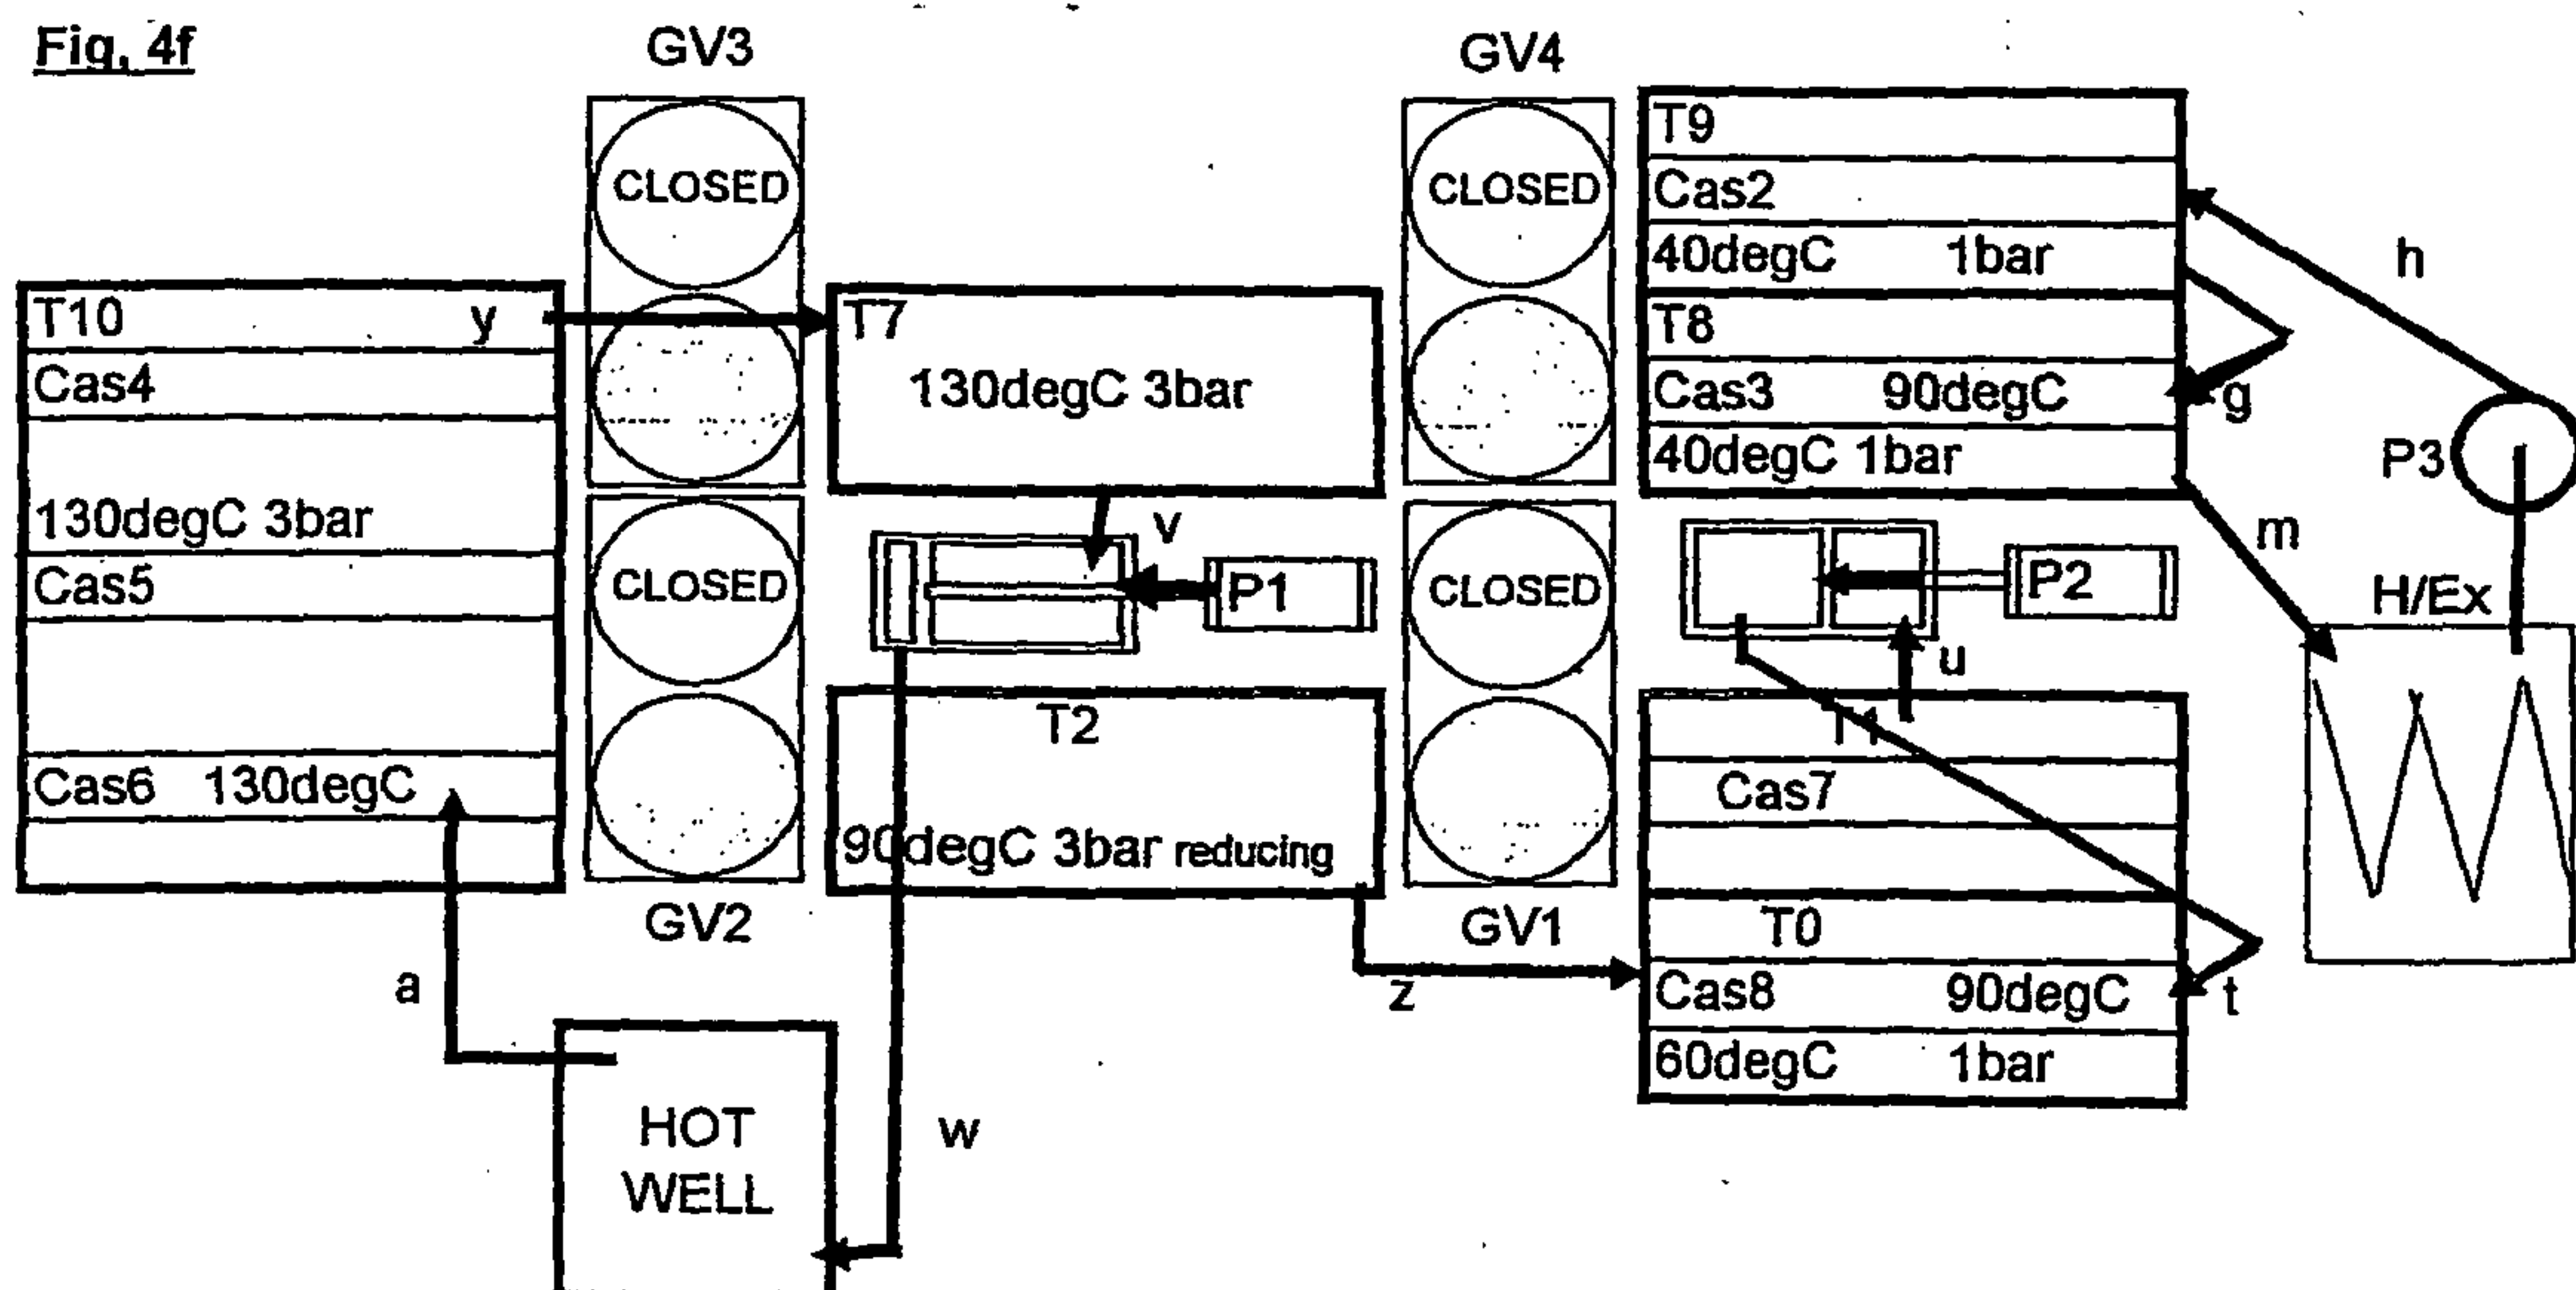 Fig. 4f
GV3
GV4
CLOSED
CLOSED
T9
Cas2
40degC 1bar
h
T10 y
T7
T8
Cas4
130degC 3bar
Cas3 90degC
g
40degC 1bar
P3
130degC 3bar
v
m
Cas5
CLOSED
P1
CLOSED
P2
H/Ex
u
T2
T1
Cas6 130degC
Cas7
90degC 3bar reducing
GV2
GV1
T0
a
z
Cas8 90degC
t
60degC 1bar
HOT
WELL
w